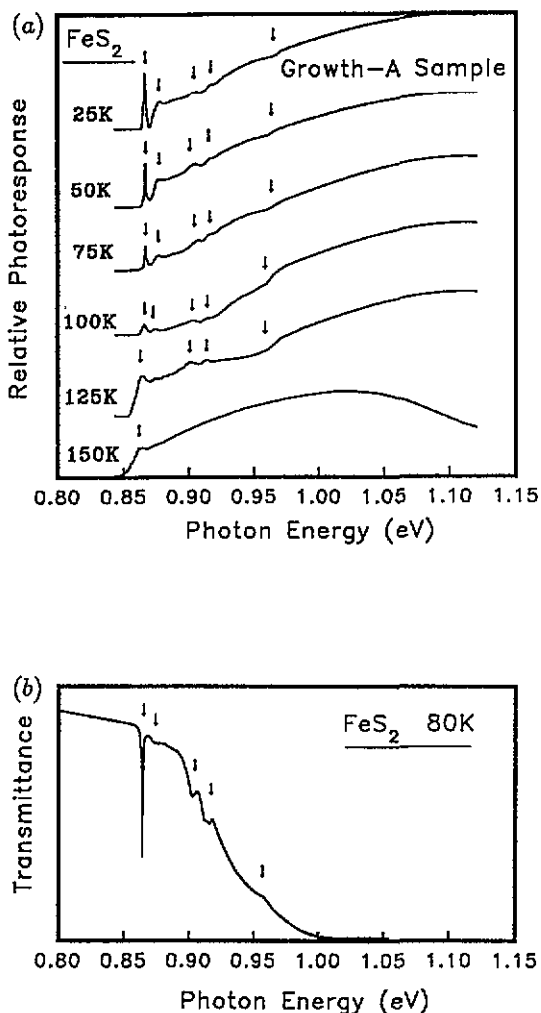 (a)
FeS2
Growth-A Sample
25K
50K
75K
100K
125K
150K
Relative Photoresponse
0.80 0.85 0.90 0.95 1.00 1.05 1.10 1.15
Photon Energy (eV)
(b)
FeS2 80K
Transmittance
0.80 0.85 0.90 0.95 1.00 1.05 1.10 1.15
Photon Energy (eV)